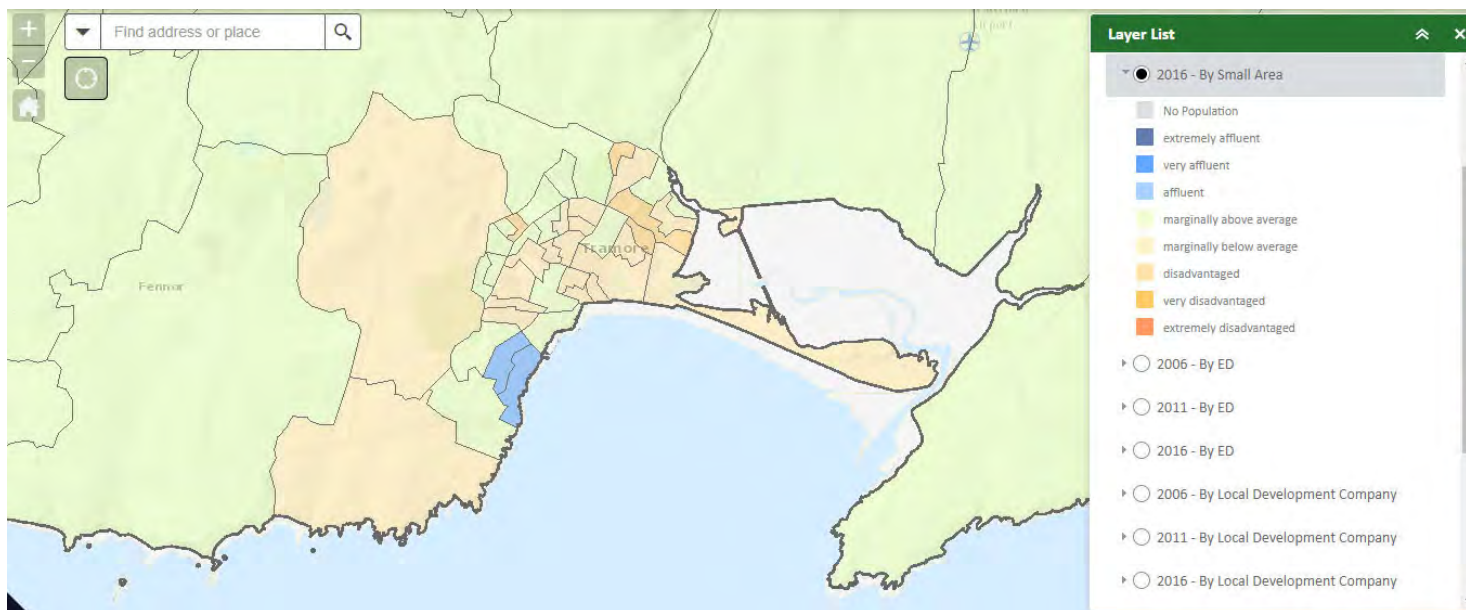 Find address or place
Layer List
2016 - By Small Area
No Population
extremely affluent
very affluent
affluent
marginally above average
marginally below average
disadvantaged
very disadvantaged
extremely disadvantaged
2006 - By ED
2011 - By ED
2016 - By ED
2006 - By Local Development Company
2011 - By Local Development Company
2016 - By Local Development Company
Tramore
Fennor